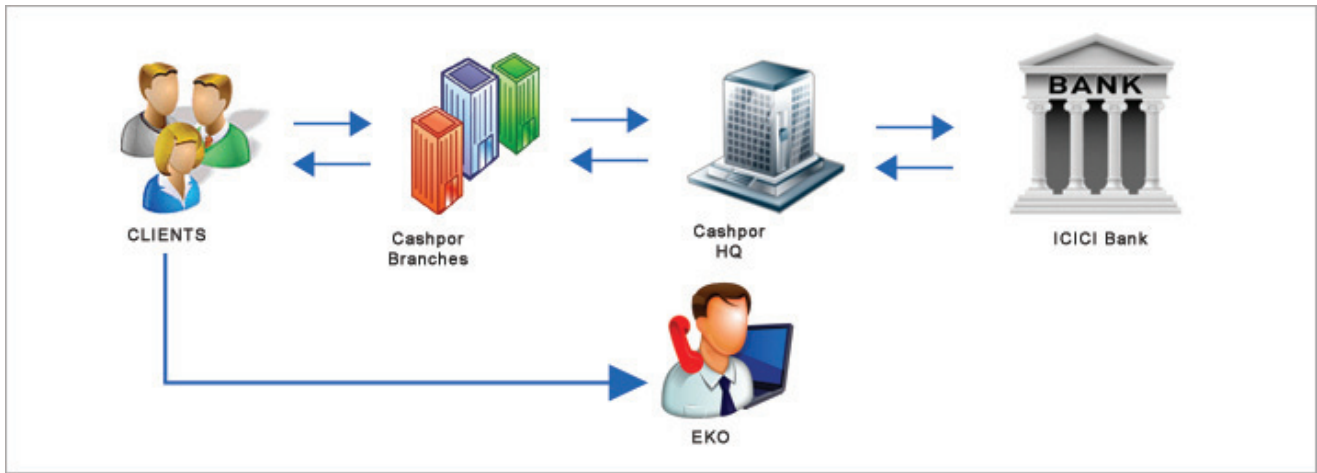 BANK
CLIENTS
Cashpor
Branches
Cashpor
HQ
ICICI Bank
EKO